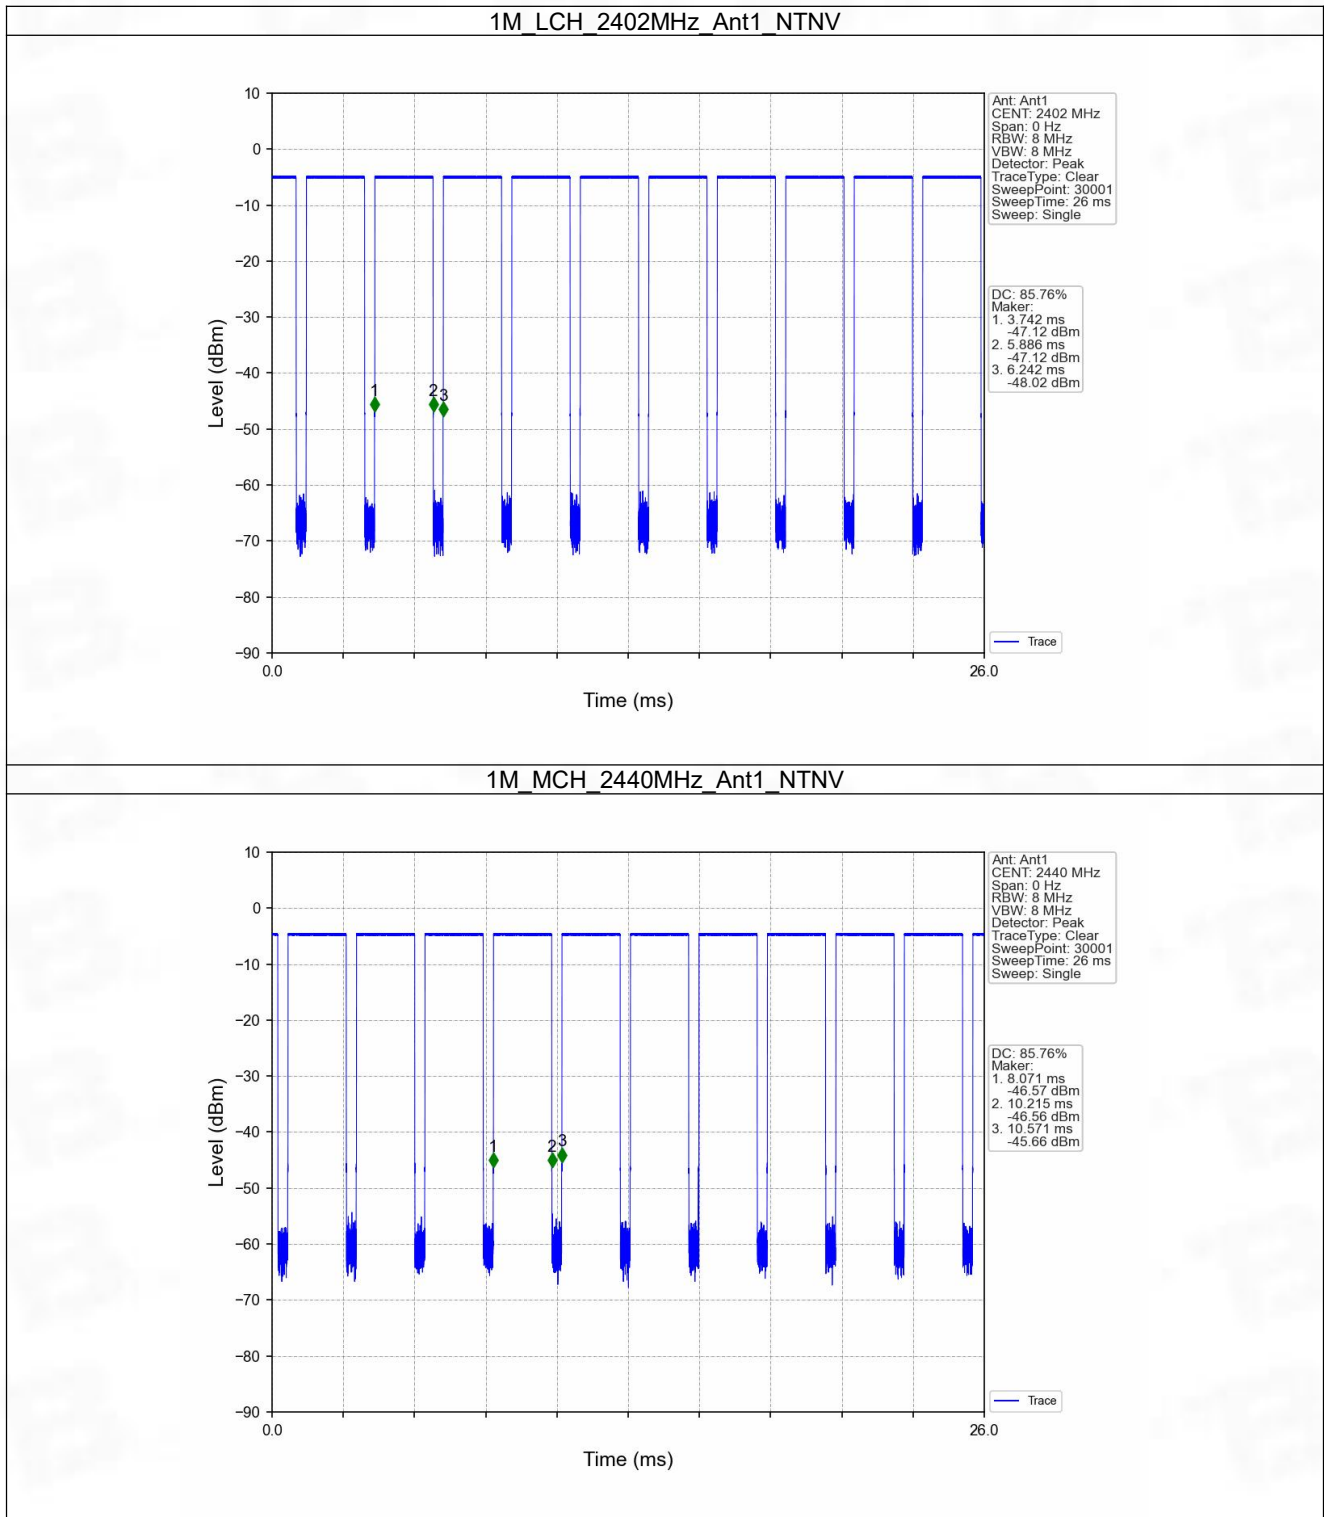 1M_LCH_2402MHz_Ant1_NTNV
10
0
−10
−20
−30
−40
−50
−60
−70
−80
−90
Level (dBm)
1
2
3
0.0
26.0
Time (ms)
Ant: Ant1
CENT: 2402 MHz
Span: 0 Hz
RBW: 8 MHz
VBW: 8 MHz
Detector: Peak
TraceType: Clear
SweepPoint: 30001
SweepTime: 26 ms
Sweep: Single
DC: 85.76%
Maker:
1. 3.742 ms
-47.12 dBm
2. 5.886 ms
-47.12 dBm
3. 6.242 ms
-48.02 dBm
Trace
1M_MCH_2440MHz_Ant1_NTNV
10
0
−10
−20
−30
−40
−50
−60
−70
−80
−90
Level (dBm)
1
2
3
0.0
26.0
Time (ms)
Ant: Ant1
CENT: 2440 MHz
Span: 0 Hz
RBW: 8 MHz
VBW: 8 MHz
Detector: Peak
TraceType: Clear
SweepPoint: 30001
SweepTime: 26 ms
Sweep: Single
DC: 85.76%
Maker:
1. 8.071 ms
-46.57 dBm
2. 10.215 ms
-46.56 dBm
3. 10.571 ms
-45.66 dBm
Trace